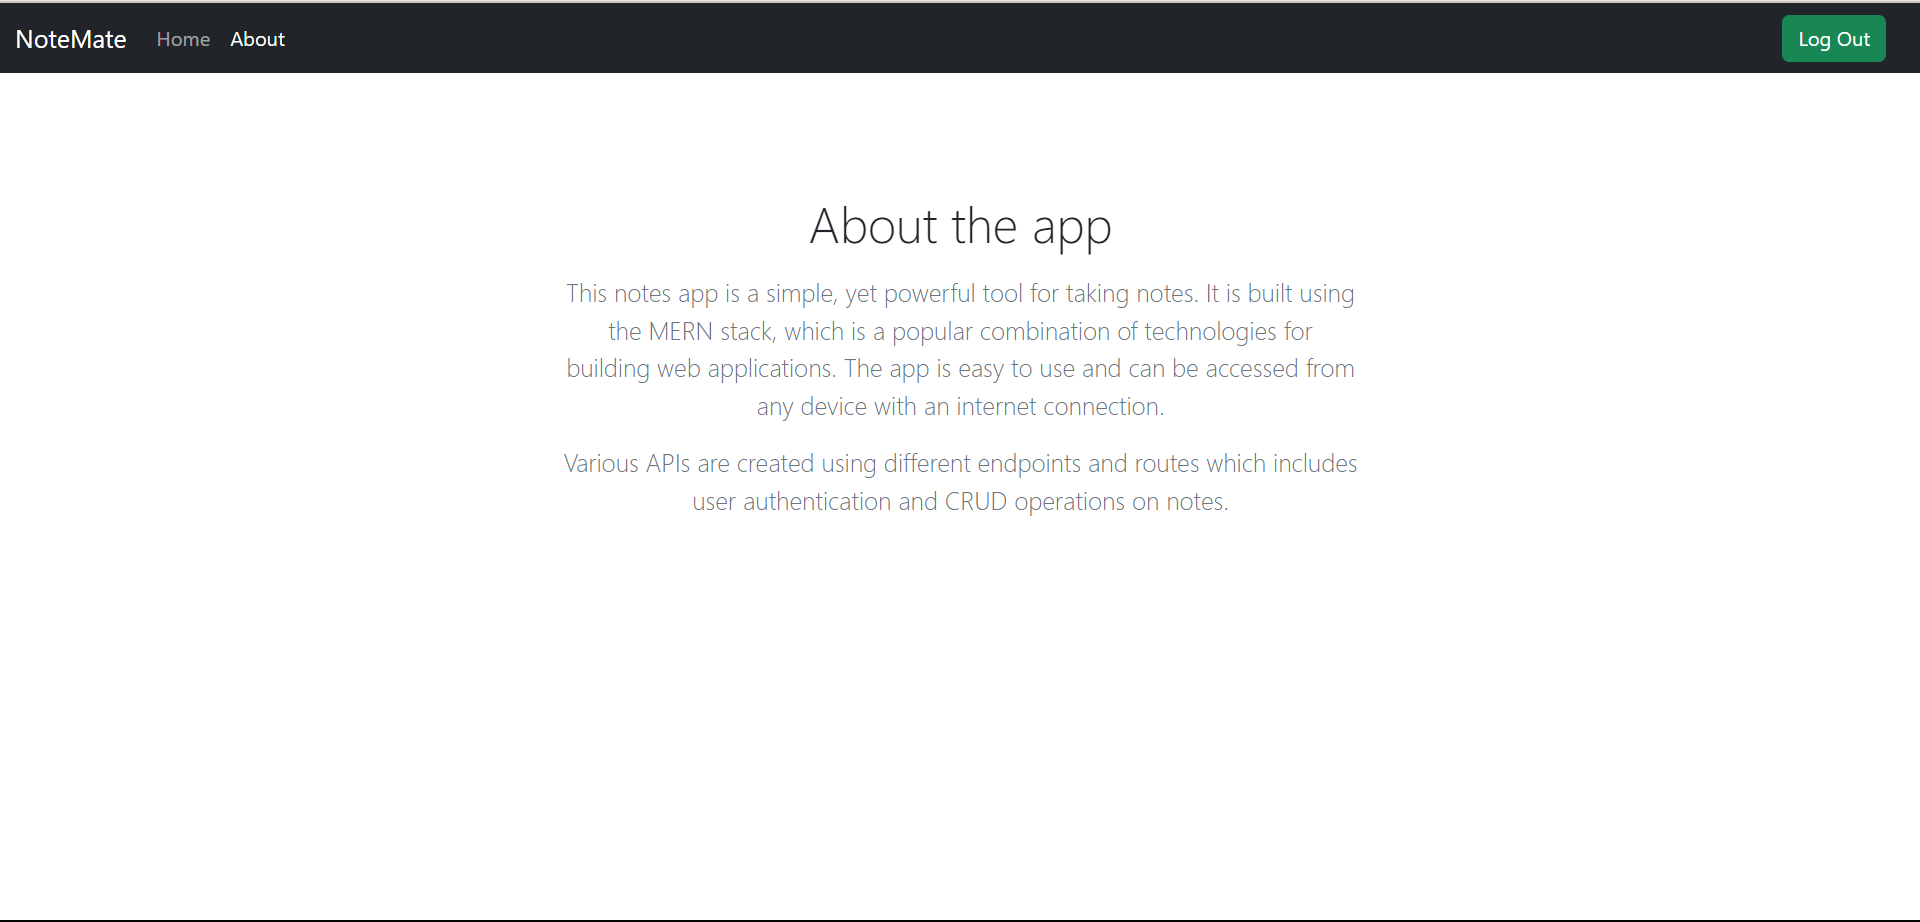 NoteMate Home About Log Out
About the app
This notes app is a simple, yet powerful tool for taking notes. It is built using
the MERN stack, which is a popular combination of technologies for
building web applications. The app is easy to use and can be accessed from
any device with an internet connection.
Various APIs are created using different endpoints and routes which includes
user authentication and CRUD operations on notes.